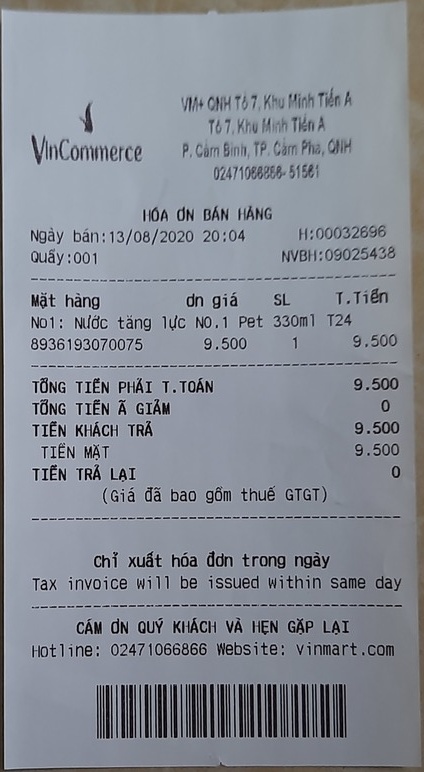 VM+ QNH Tổ 7, Khu Minh Tiến A
Tổ 7, Khu Minh Tiến A
VinCommerce
P. Cẩm Bình, TP. Cẩm Phả, QNH
02471066866-51561
HÓA ƠN BÁN HÀNG
Ngày bán:13/08/2020 20:04 H:00032696
Quầy:001 NVBH:09025438
Mặt hàng ơn giá SL T.Tiền
No1: Nước tăng lực NO.1 Pet 330ml T24
8936193070075 9.500 1 9.500
TỔNG TIỀN PHẢI T.TOÁN 9.500
TỔNG TIỀN Ã GIẢM 0
TIỀN KHÁCH TRẢ 9.500
TIỀN MẶT 9.500
TIỀN TRẢ LẠI 0
(Giá đã bao gồm thuế GTGT)
Chỉ xuất hóa đơn trong ngày
Tax invoice will be issued within same day
CÁM ƠN QUÝ KHÁCH VÀ HẸN GẶP LẠI
Hotline: 02471066866 Website: vinmart.com